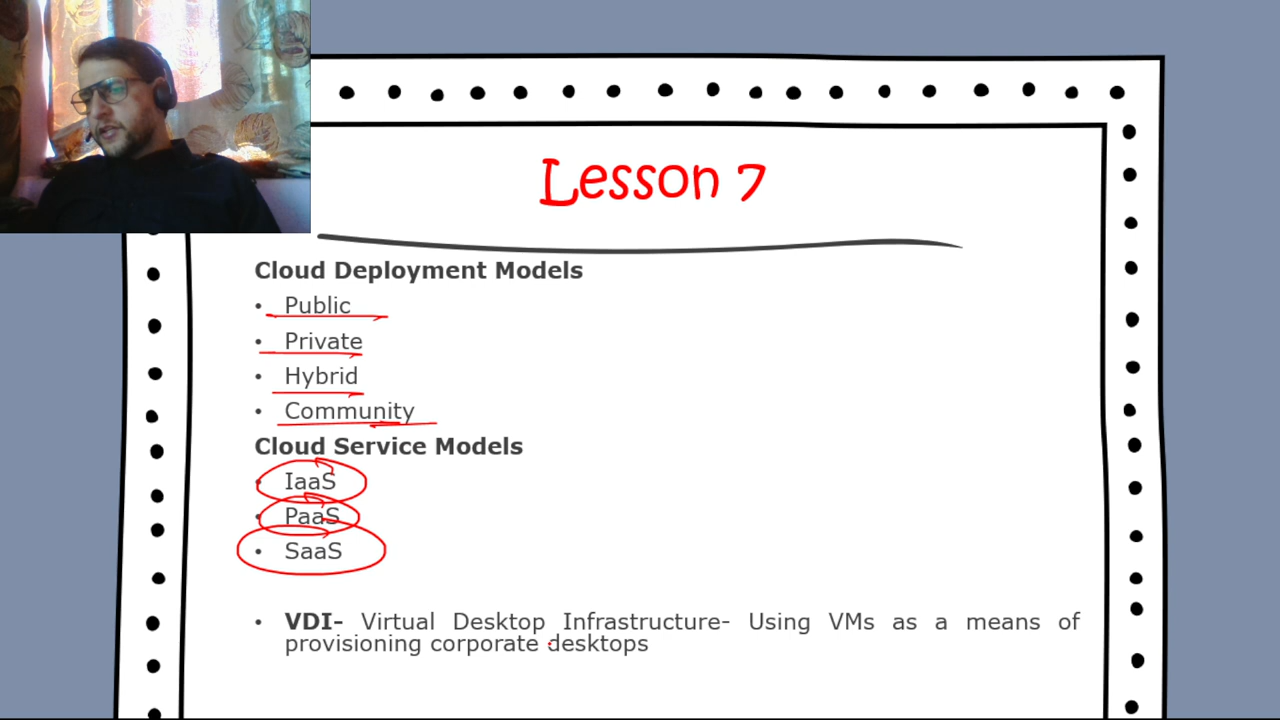 Lesson 7
Cloud Deployment Models
• Public
• Private
• Hybrid
• Community
Cloud Service Models
• IaaS
• PaaS
• SaaS
• VDI- Virtual Desktop Infrastructure- Using VMs as a means of
provisioning corporate desktops